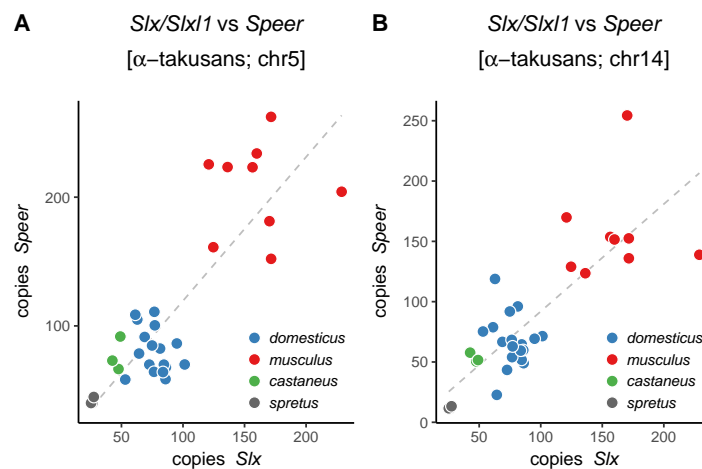 A
Slx/Slxl1 vs Speer
[α−takusans; chr5]
copies Speer
200
100
50
100
150
200
copies Slx
domesticus
musculus
castaneus
spretus
B
Slx/Slxl1 vs Speer
[α−takusans; chr14]
copies Speer
250
200
150
100
50
0
50
100
150
200
copies Slx
domesticus
musculus
castaneus
spretus